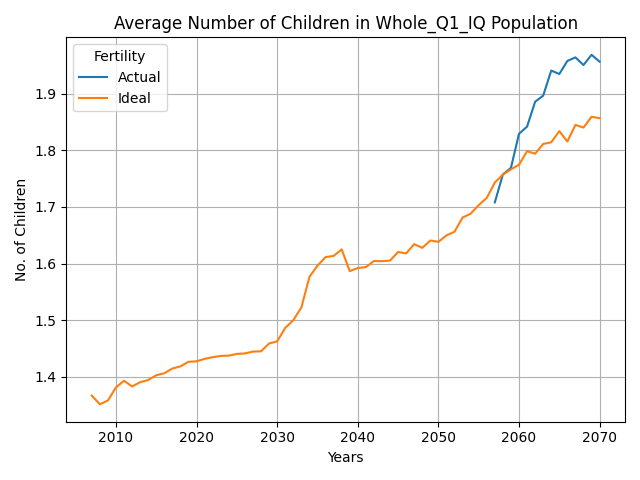 Average Number of Children in Whole_Q1_IQ Population
Fertility
Actual
Ideal
No. of Children
1.9
1.8
1.7
1.6
1.5
1.4
2010 2020 2030 2040 2050 2060 2070
Years